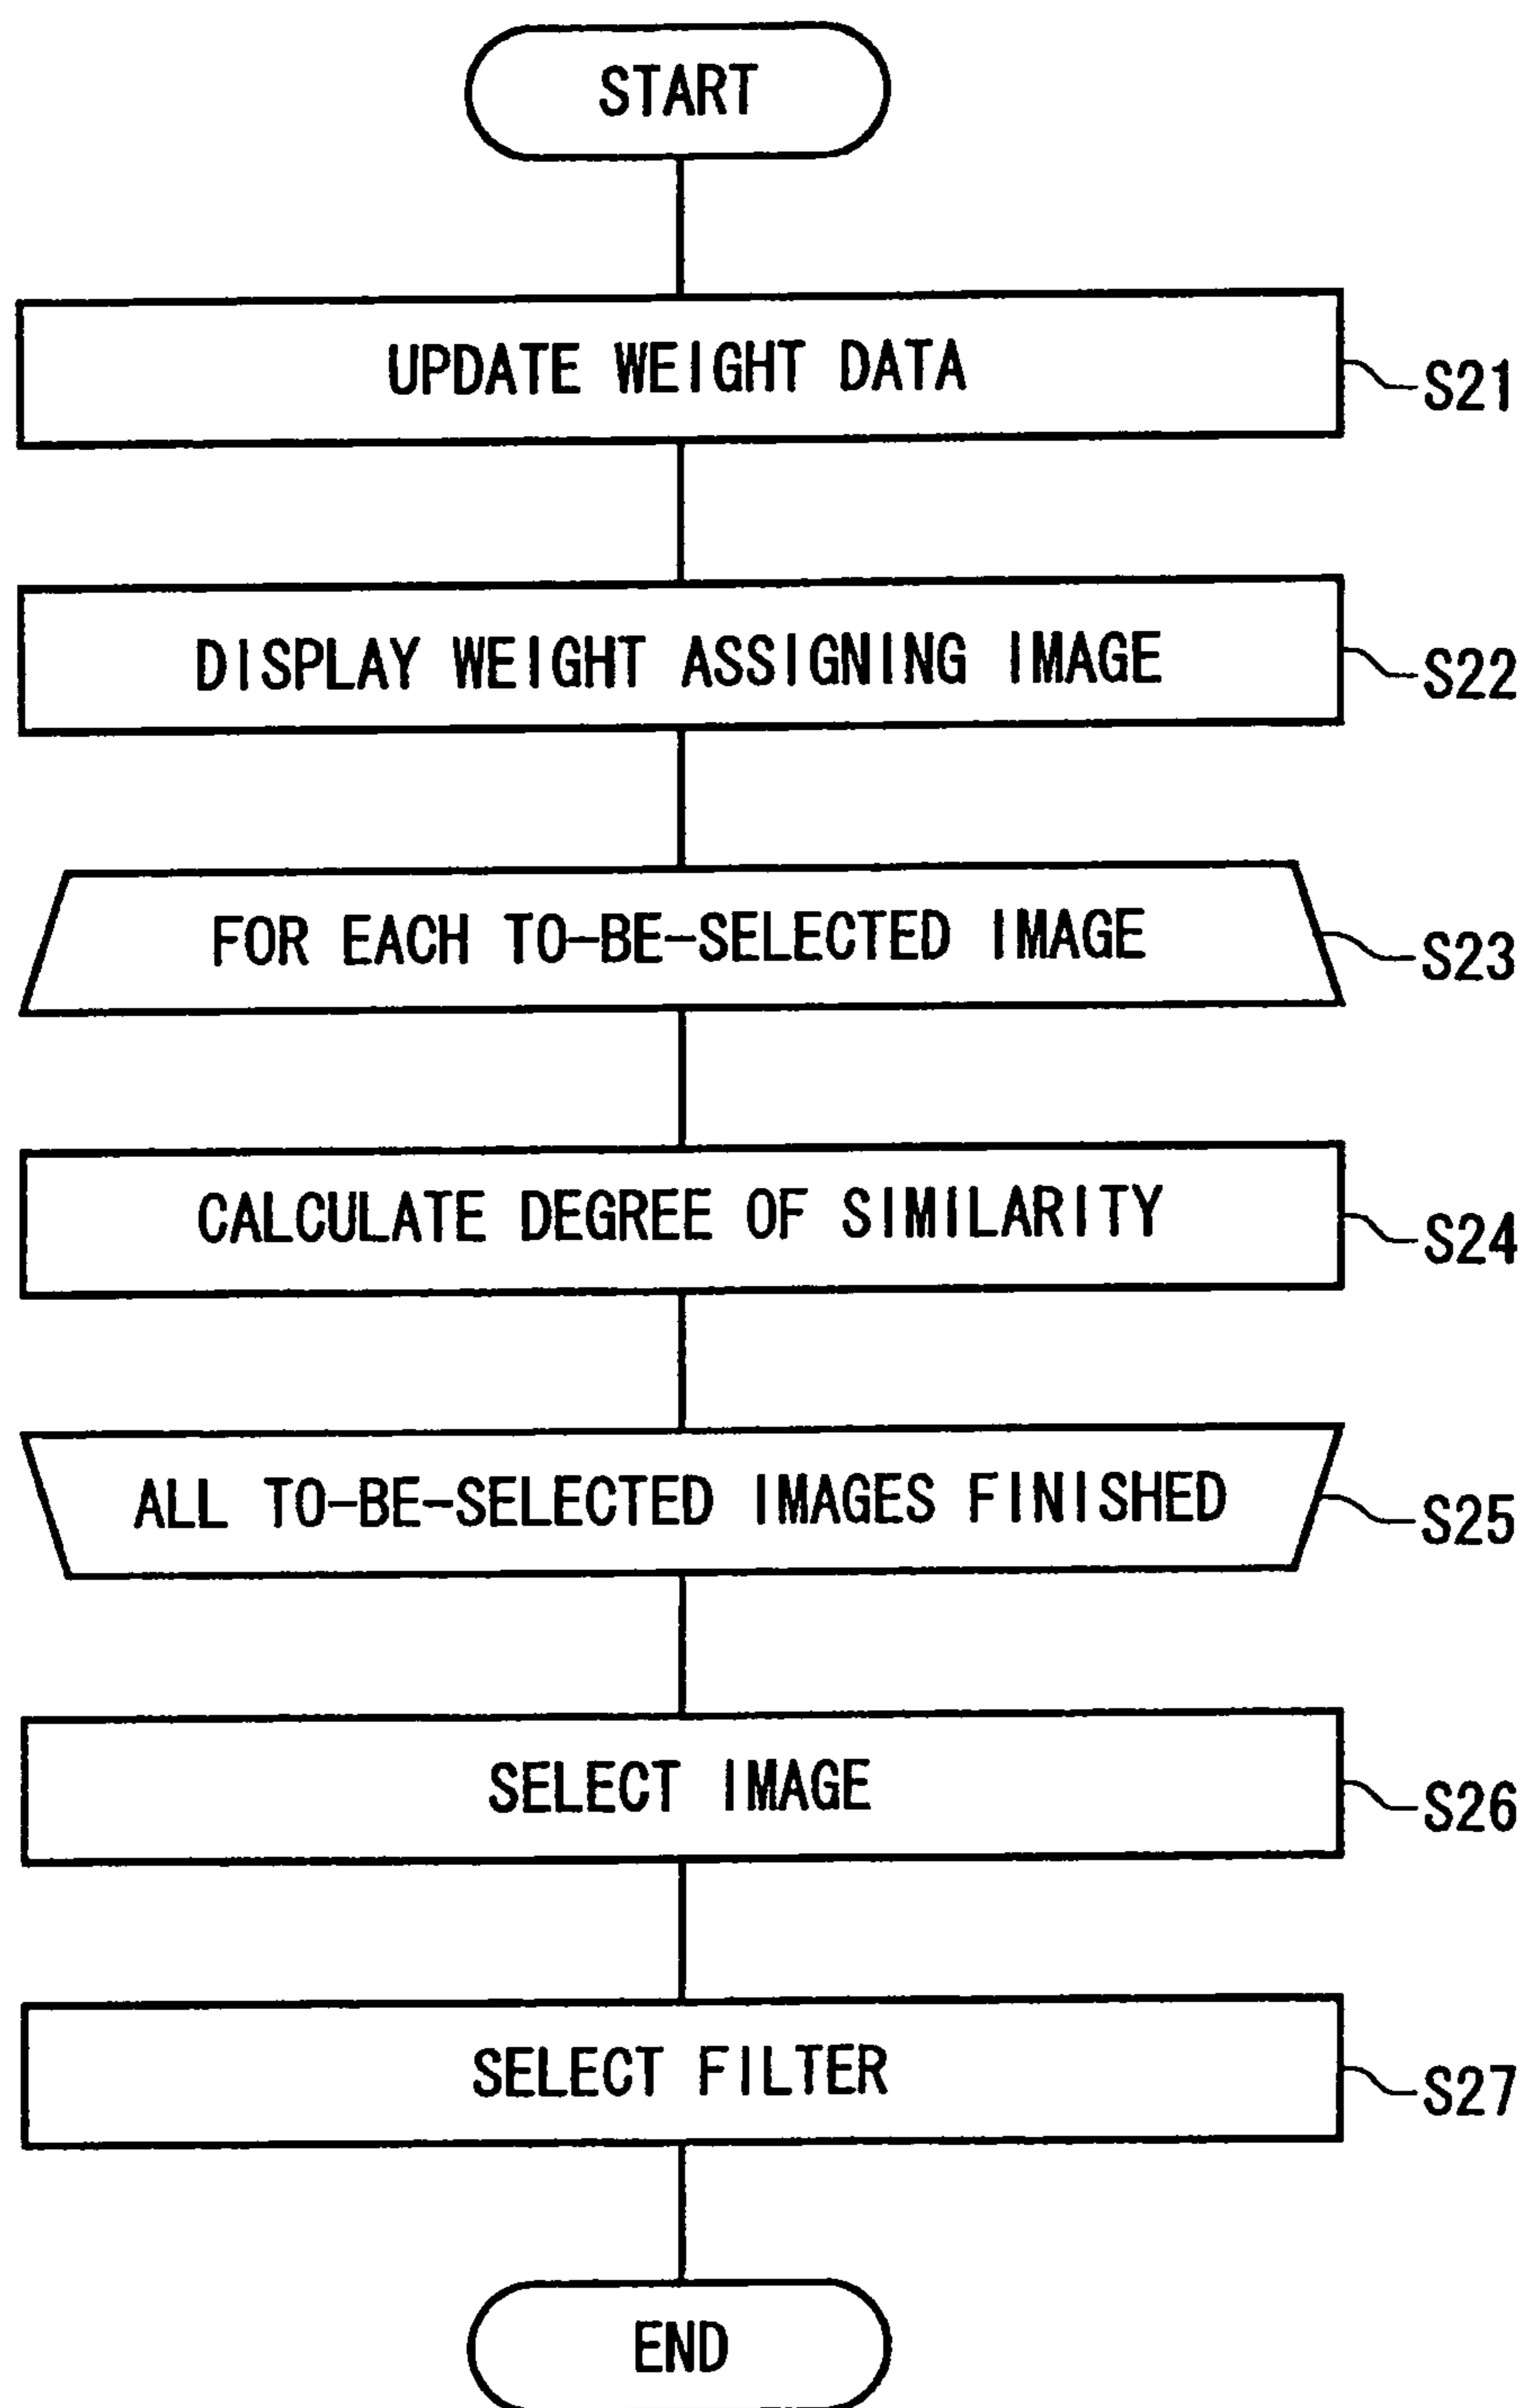 START
UPDATE WEIGHT DATA
S21
DISPLAY WEIGHT ASSIGNING IMAGE
S22
FOR EACH TO-BE-SELECTED IMAGE
S23
CALCULATE DEGREE OF SIMILARITY
S24
ALL TO-BE-SELECTED IMAGES FINISHED
S25
SELECT IMAGE
S26
SELECT FILTER
S27
END